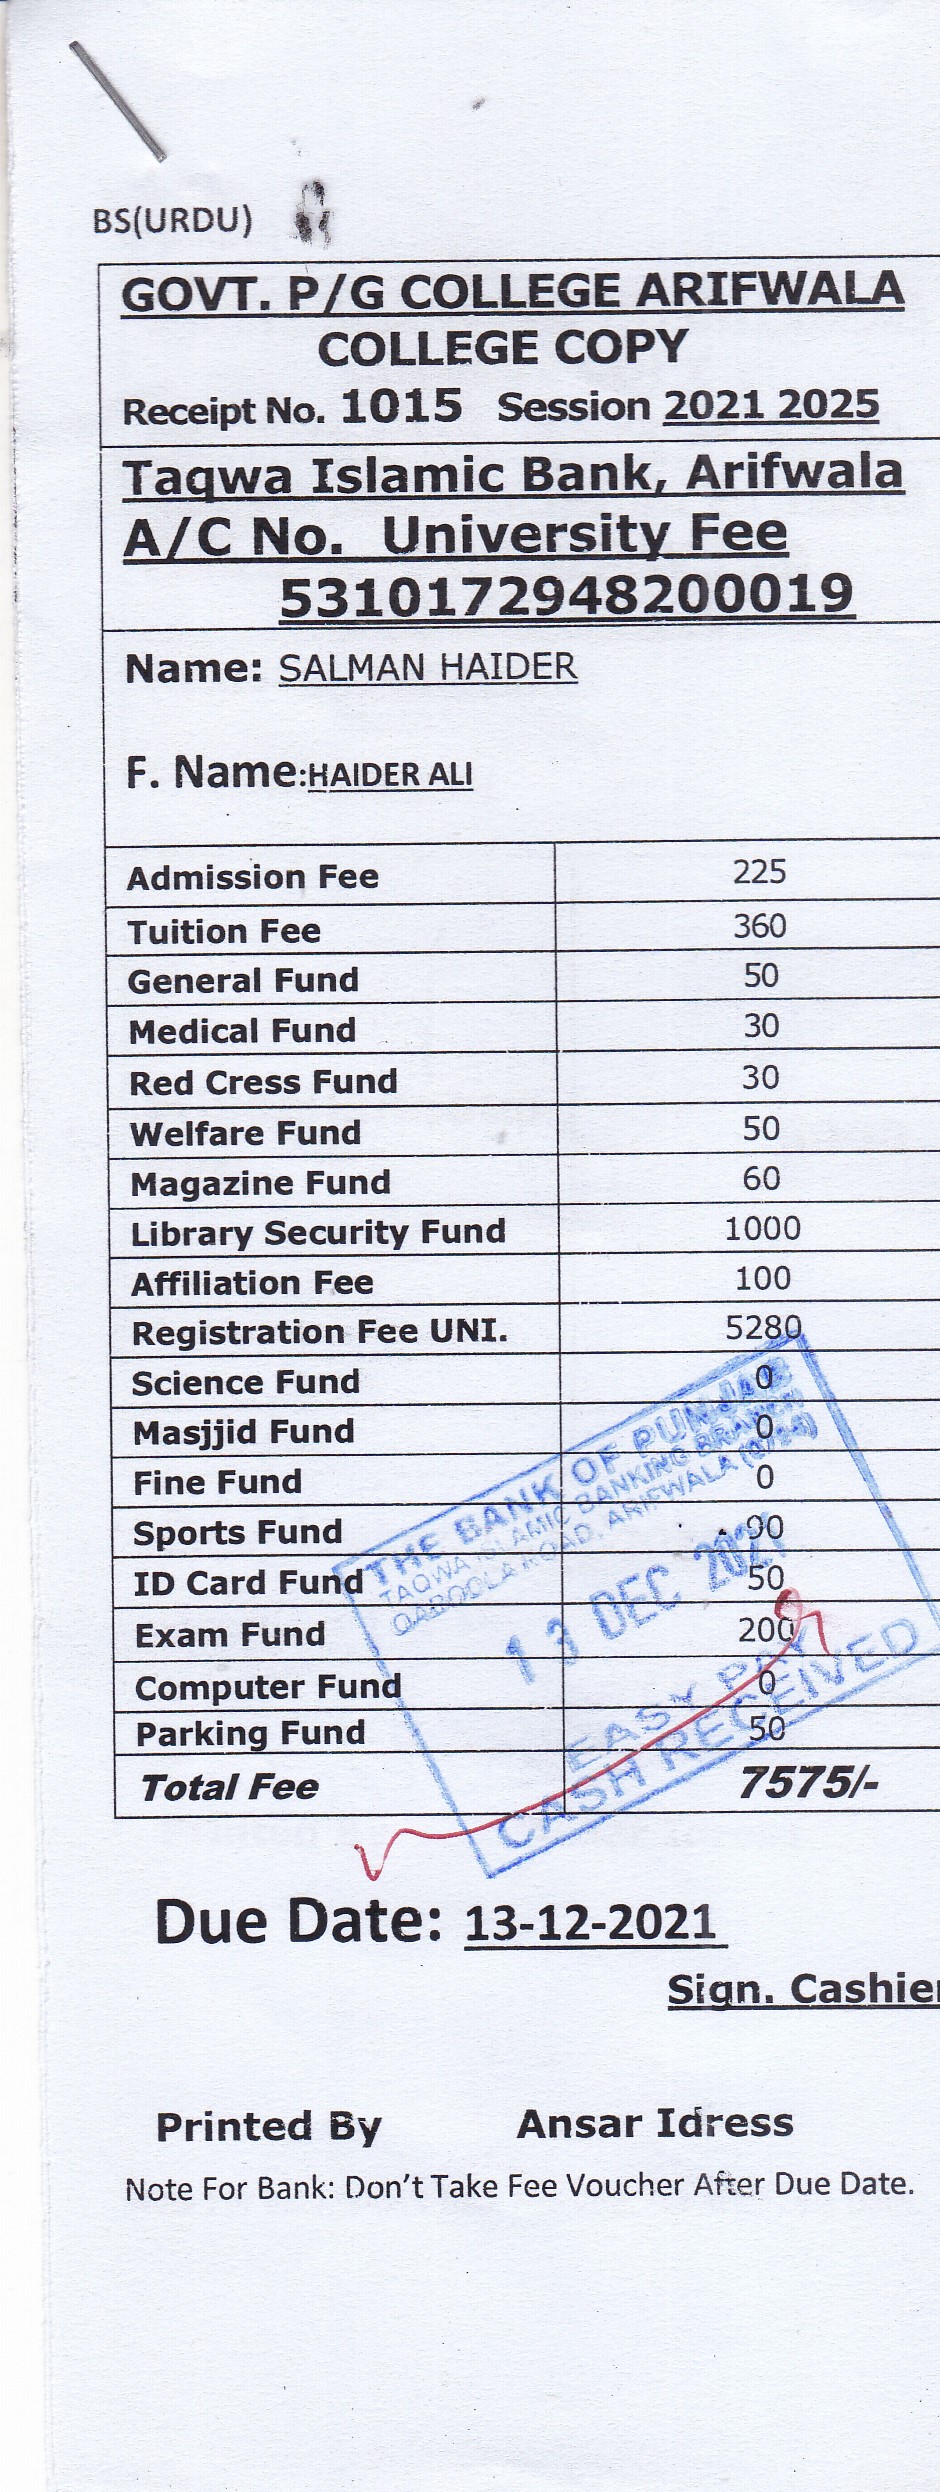 BS(URDU)
GOVT. P/G COLLEGE ARIFWALA
COLLEGE COPY
Receipt No. 1015 Session 2021 2025
Taqwa Islamic Bank, Arifwala
A/C No. University Fee
5310172948200019
Name: SALMAN HAIDER
F. Name:HAIDER ALI
Admission Fee 225
Tuition Fee 360
General Fund 50
Medical Fund 30
Red Cress Fund 30
Welfare Fund 50
Magazine Fund 60
Library Security Fund 1000
Affiliation Fee 100
Registration Fee UNI. 5280
Science Fund 0
Masjjid Fund 0
Fine Fund 0
Sports Fund 90
ID Card Fund 50
Exam Fund 200
Computer Fund 0
Parking Fund 50
Total Fee 7575/-
THE BANK OF PUNJAB
TAQWA ISLAMIC BANKING BRANCH
QABOOLA ROAD, ARIFWALA (0724)
13 DEC 2021
EASY PAY
CASH RECEIVED
Due Date: 13-12-2021
Sign. Cashier
Printed By Ansar Idress
Note For Bank: Don't Take Fee Voucher After Due Date.